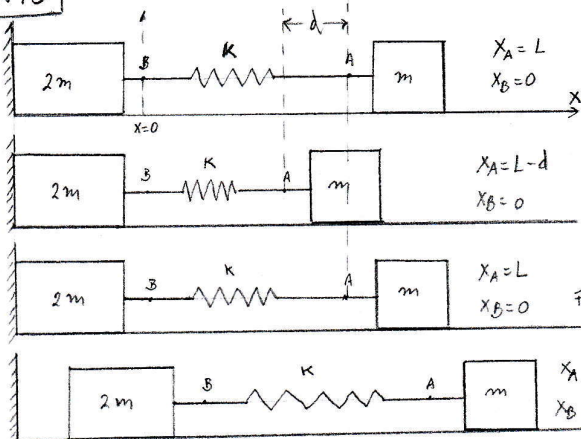 d
B K A X_A = L
2m m X_B = 0
x=0 X
K X_A = L-d
B A
2m m X_B = 0
K X_A = L
B A
2m m X_B = 0
K X_A
B A
2m m X_B